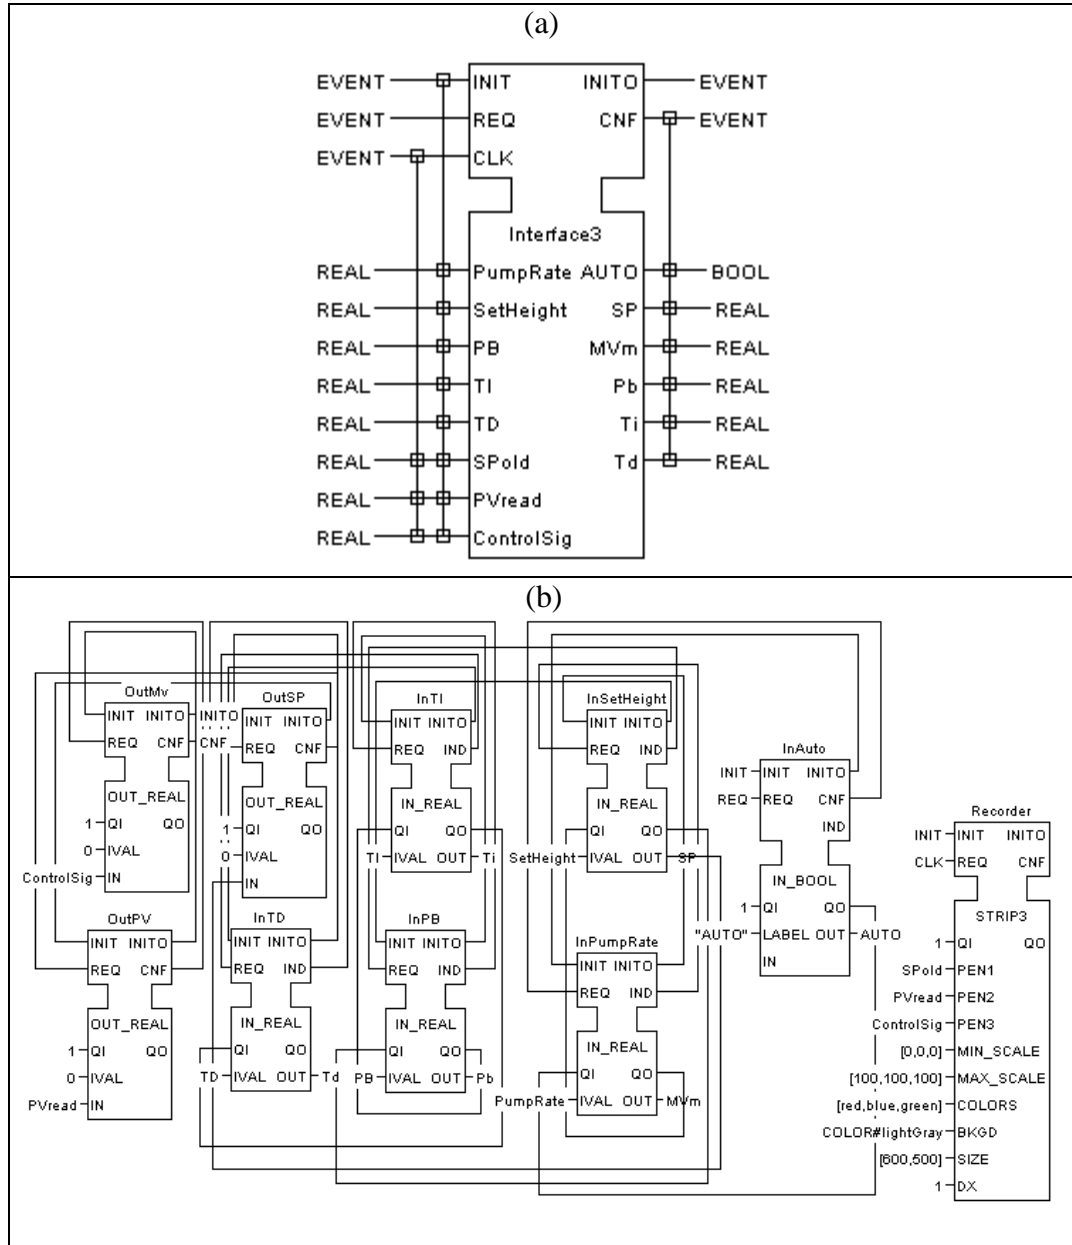 (a)
EVENT INIT INITO EVENT
EVENT REQ CNF EVENT
EVENT CLK
Interface3
REAL PumpRate AUTO BOOL
REAL SetHeight SP REAL
REAL PB MVm REAL
REAL TI Pb REAL
REAL TD Ti REAL
REAL SPold Td REAL
REAL PVread
REAL ControlSig
(b)
OutMv
INIT INITO INITO
REQ CNF CNF
OUT_REAL
1 QI QO
0 IVAL
ControlSig IN
OutSP
INIT INITO
REQ CNF
OUT_REAL
1 QI QO
0 IVAL
IN
InTI
INIT INITO
REQ IND
IN_REAL
QI QO
TI IVAL OUT Ti
InSetHeight
INIT INITO
REQ IND
IN_REAL
QI QO
SetHeight IVAL OUT SP
InAuto
INIT INIT INITO
REQ REQ CNF
IND
IN_BOOL
1 QI QO
"AUTO" LABEL OUT AUTO
IN
Recorder
INIT INIT INITO
CLK REQ CNF
STRIP3
1 QI QO
SPold PEN1
PVread PEN2
ControlSig PEN3
[0,0,0] MIN_SCALE
[100,100,100] MAX_SCALE
[red,blue,green] COLORS
COLOR#lightGray BKGD
[600,500] SIZE
1 DX
OutPV
INIT INITO
REQ CNF
OUT_REAL
1 QI QO
0 IVAL
PVread IN
InTD
INIT INITO
REQ IND
IN_REAL
QI QO
TD IVAL OUT Td
InPB
INIT INITO
REQ IND
IN_REAL
QI QO
PB IVAL OUT Pb
InPumpRate
INIT INITO
REQ IND
IN_REAL
QI QO
PumpRate IVAL OUT MVm